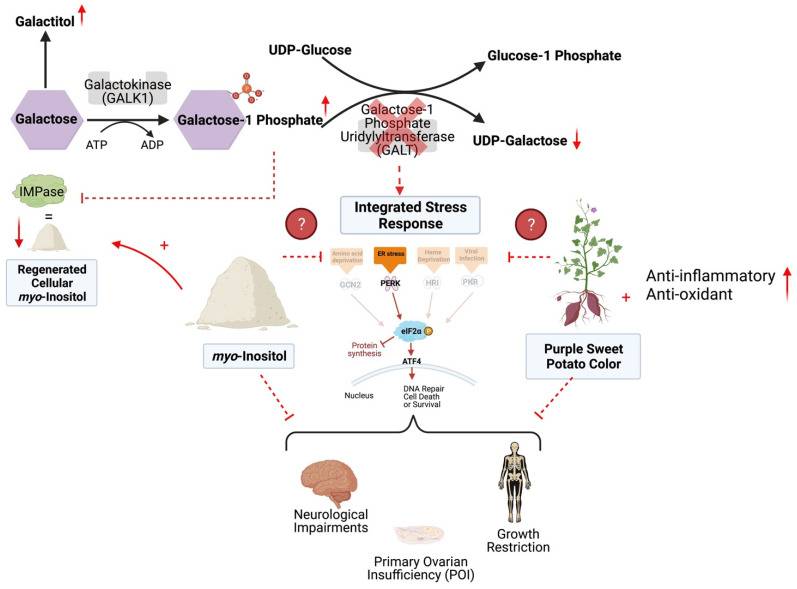 Galactitol
UDP-Glucose
Glucose-1 Phosphate
Galactokinase
(GALK1)
Galactose
Galactose-1 Phosphate
P
ATP
ADP
Galactose-1
Phosphate
Uridylyltransferase
(GALT)
UDP-Galactose
IMPase
=
Regenerated
Cellular
myo-Inositol
+
?
Integrated Stress
Response
?
Amino acid
deprivation
ER stress
Heme
Deprivation
Viral
Infection
GCN2
PERK
HRI
PKR
eIF2α
P
Protein
synthesis
ATF4
Nucleus
DNA Repair
Cell Death
or Survival
myo-Inositol
+
Anti-inflammatory
Anti-oxidant
Purple Sweet
Potato Color
Neurological
Impairments
Primary Ovarian
Insufficiency (POI)
Growth
Restriction